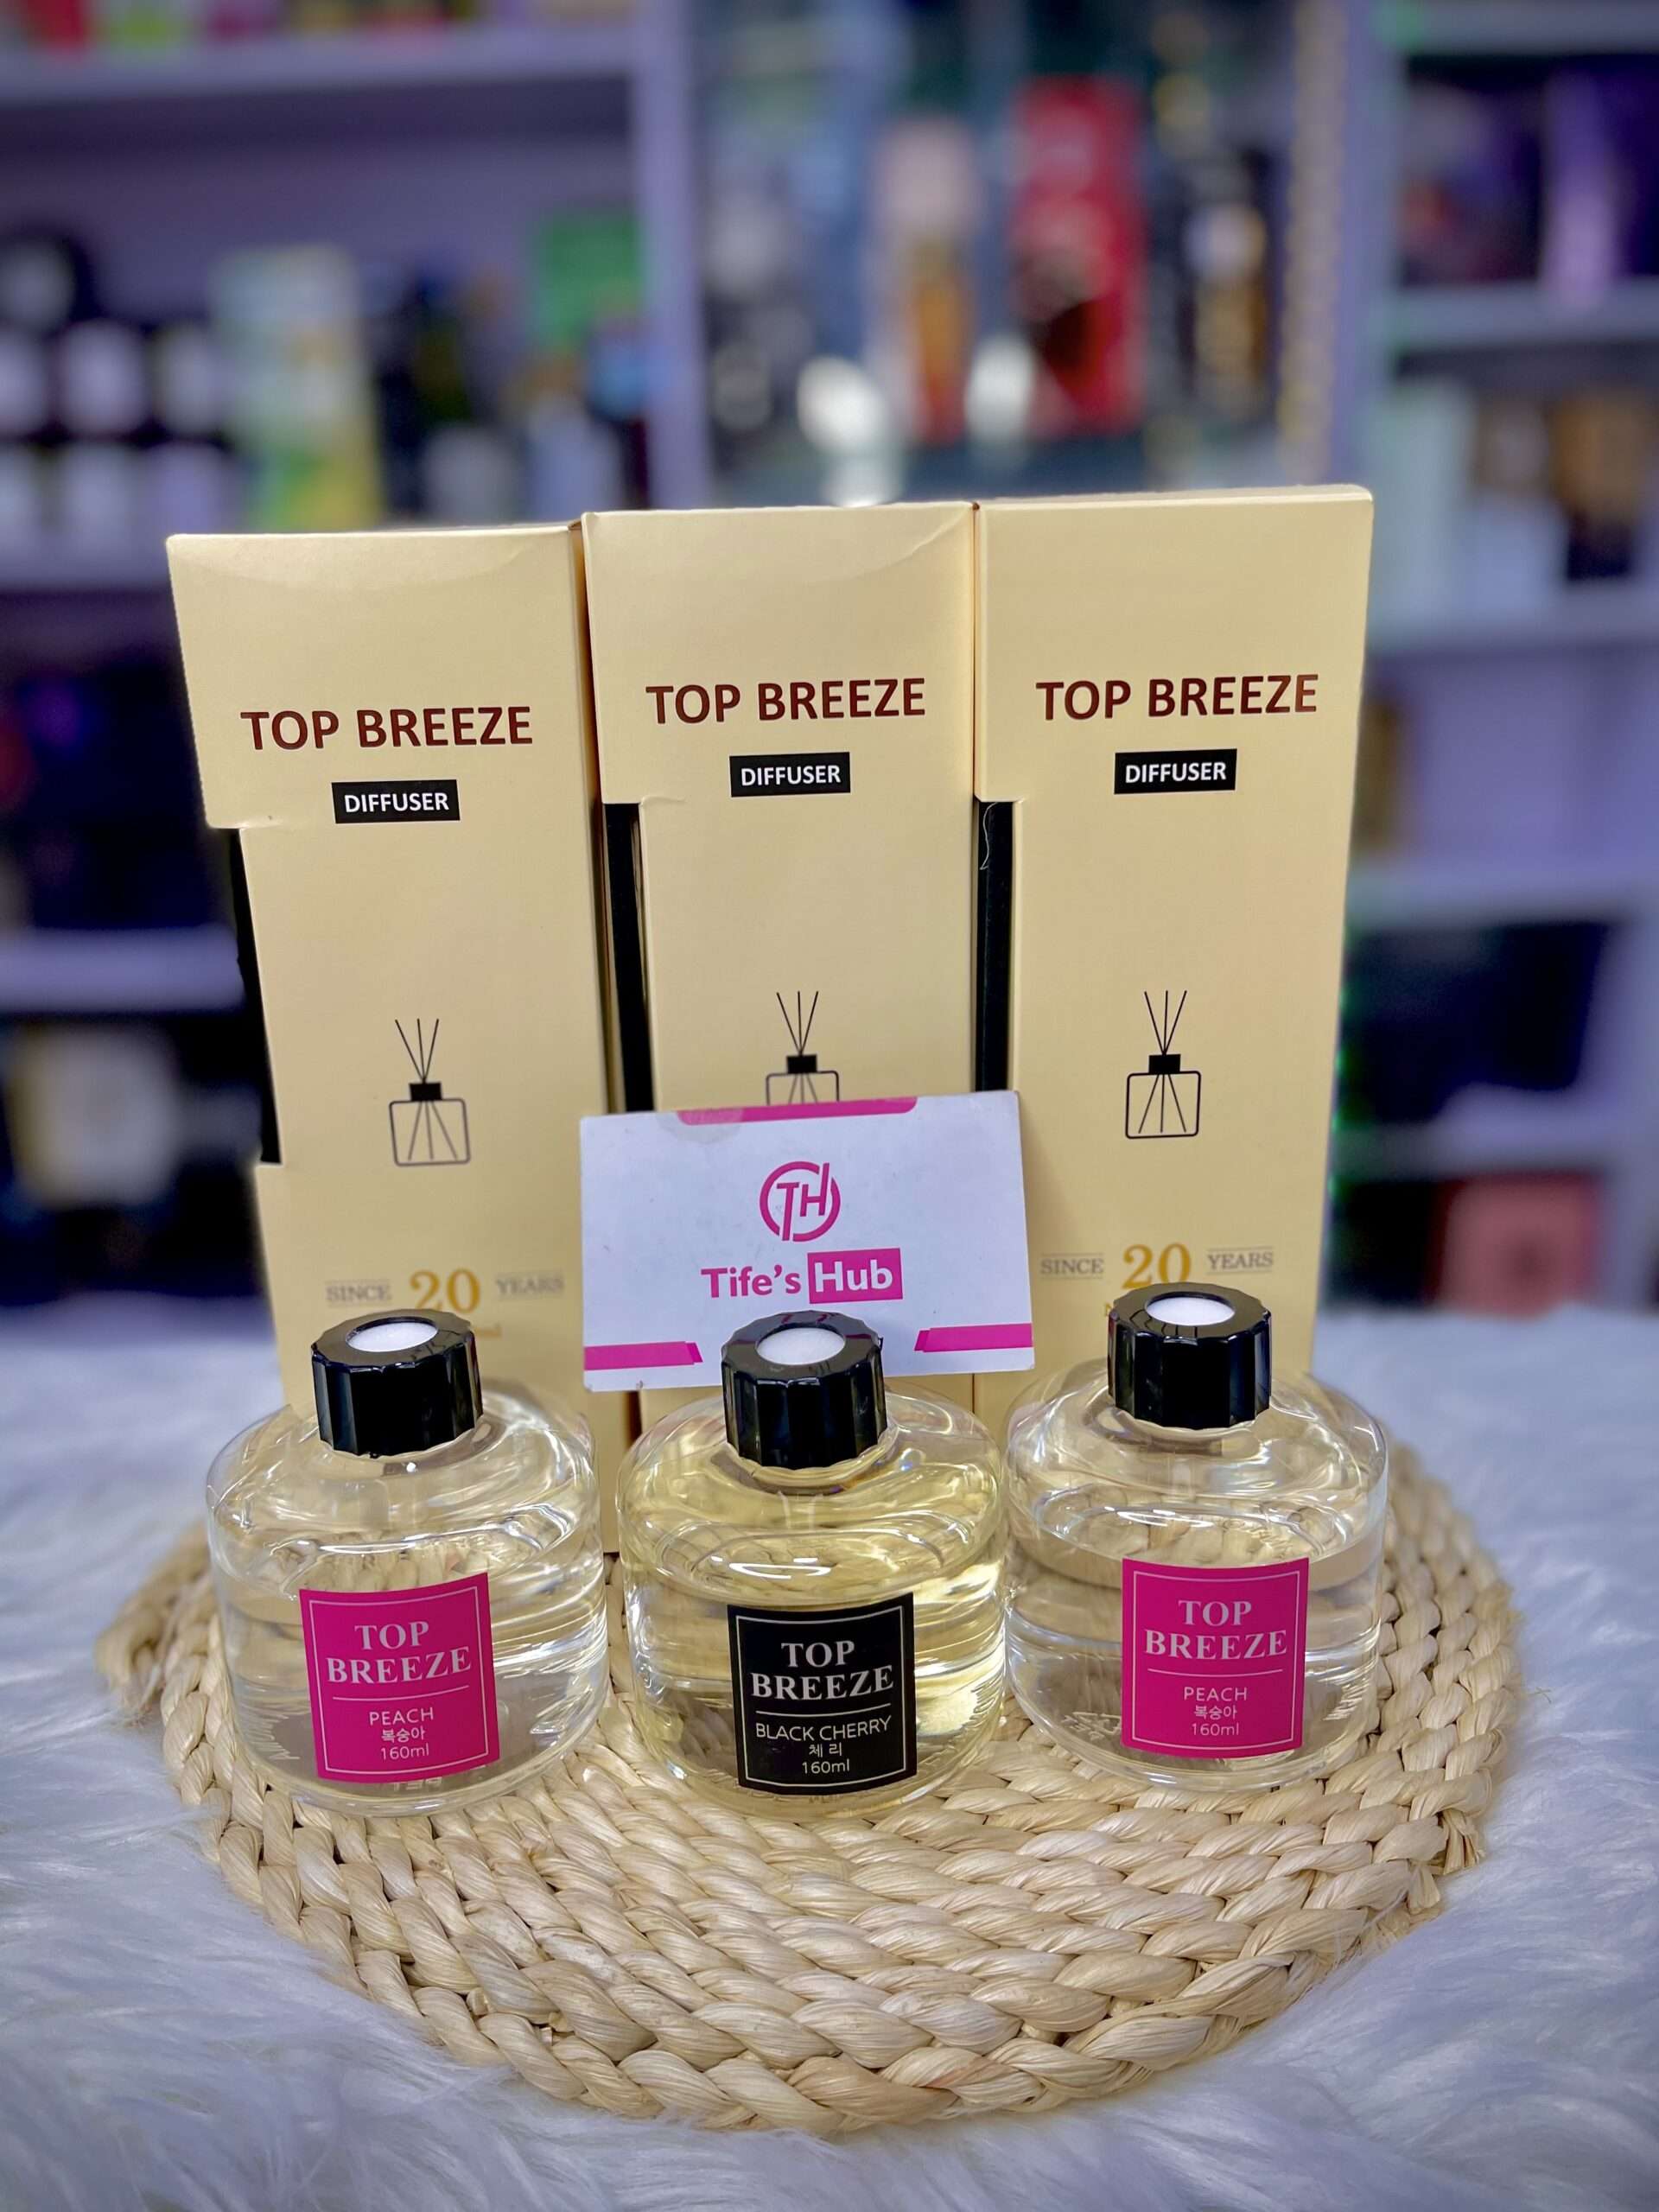 TOP BREEZE
DIFFUSER
SINCE 20 YEARS
TOP BREEZE
DIFFUSER
TOP BREEZE
DIFFUSER
SINCE 20 YEARS
TH
Tife's Hub
TOP
BREEZE
PEACH
복숭아
160ml
TOP
BREEZE
BLACK CHERRY
체리
160ml
TOP
BREEZE
PEACH
복숭아
160ml